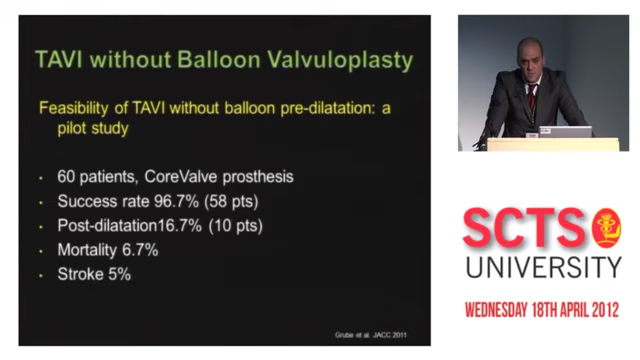 TAVI without Balloon Valvuloplasty
Feasibility of TAVI without balloon pre-dilatation: a
pilot study
• 60 patients, CoreValve prosthesis
• Success rate 96.7% (58 pts)
• Post-dilatation16.7% (10 pts)
• Mortality 6.7%
• Stroke 5%
Grube et al. JACC 2011
SCTS
UNIVERSITY
WEDNESDAY 18TH APRIL 2012